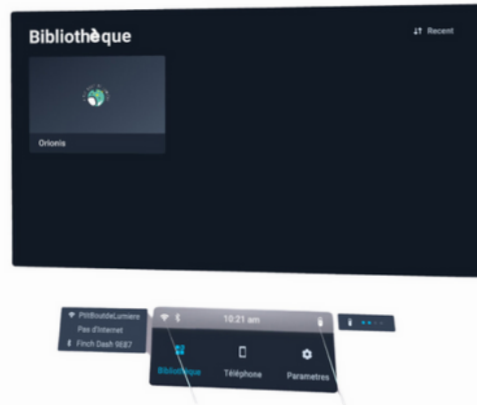 Bibliothèque
Recent
Orionis
PtitBoutdeLumiere
Pas d'Internet
Finch Dash 9E87
10:21 am
Bibliothèque
Téléphone
Parametres